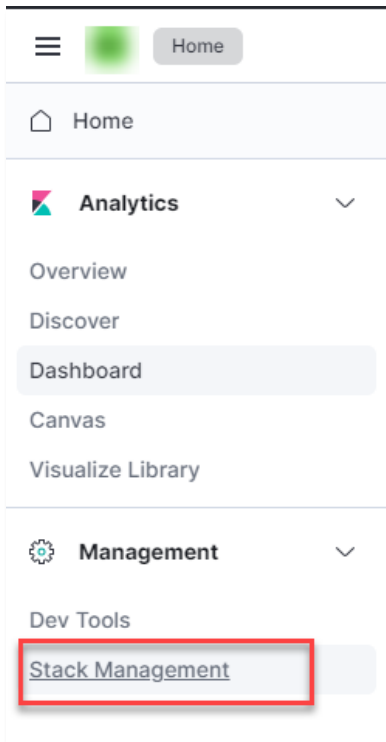 Home
Home
Analytics
Overview
Discover
Dashboard
Canvas
Visualize Library
Management
Dev Tools
Stack Management